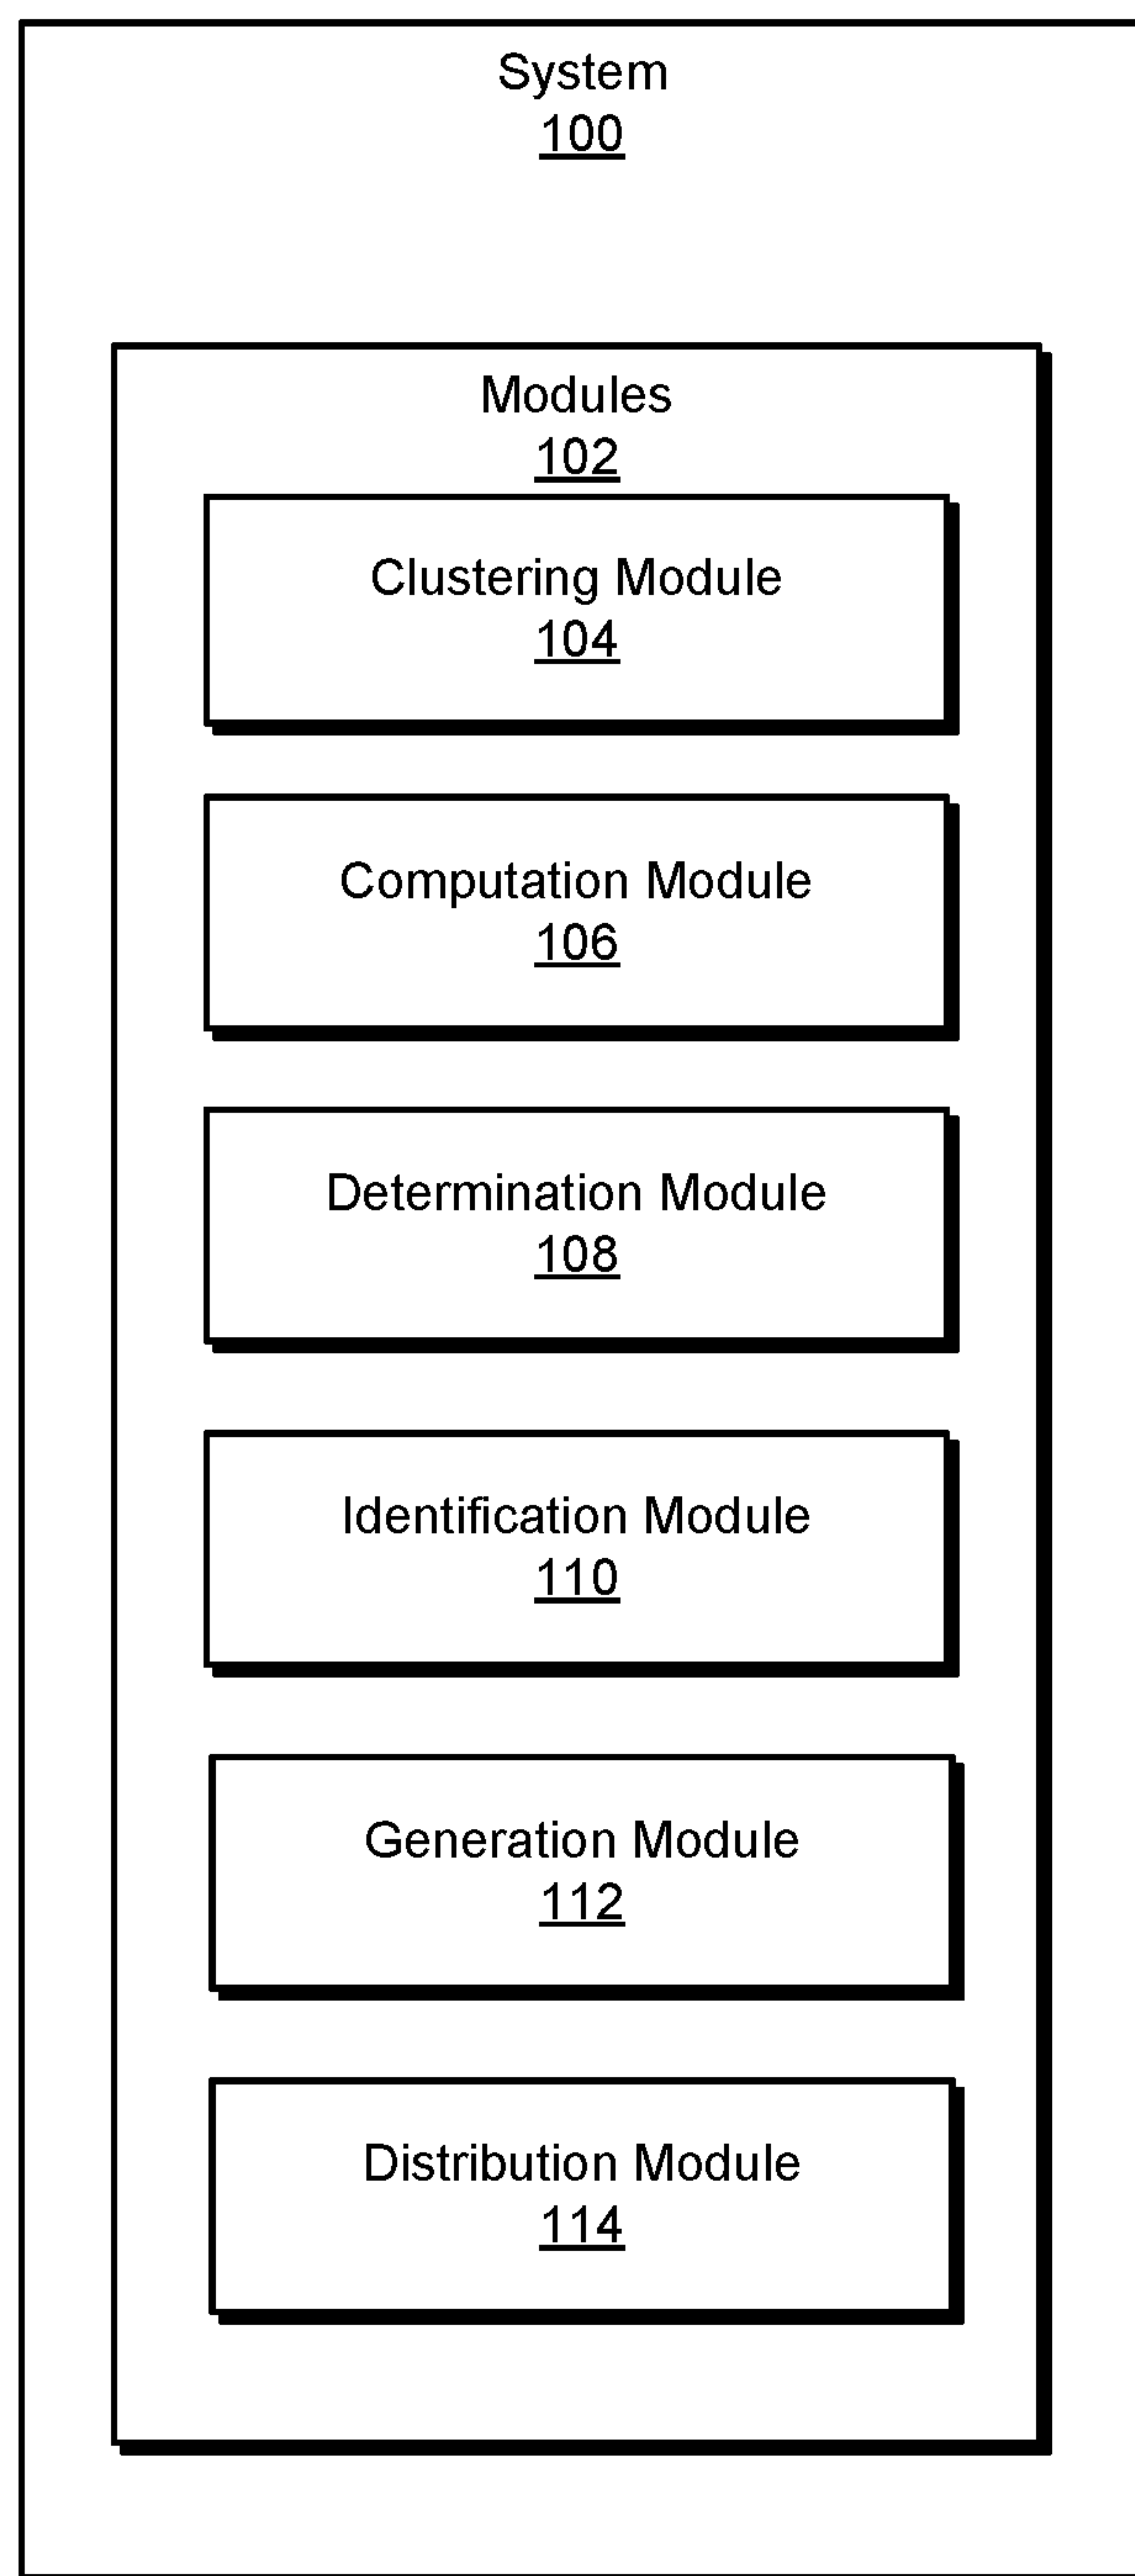 System
100
Modules
102
Clustering Module
104
Computation Module
106
Determination Module
108
Identification Module
110
Generation Module
112
Distribution Module
114